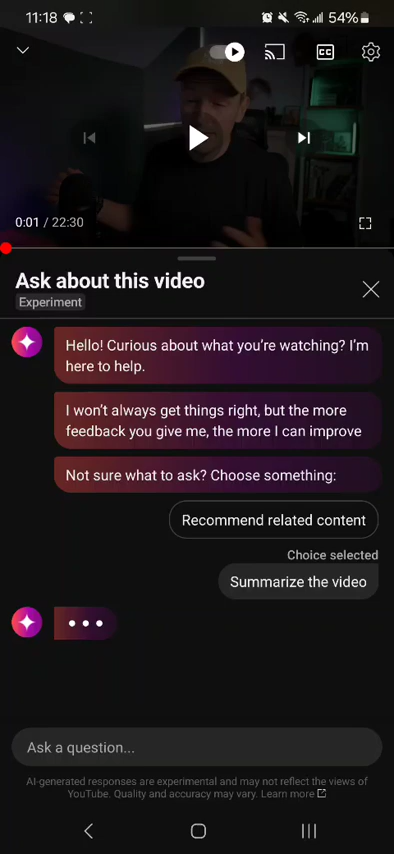 11:18
54%
CC
0:01 / 22:30
Ask about this video
Experiment
Hello! Curious about what you're watching? I'm
here to help.
I won't always get things right, but the more
feedback you give me, the more I can improve
Not sure what to ask? Choose something:
Recommend related content
Choice selected
Summarize the video
Ask a question...
AI-generated responses are experimental and may not reflect the views of
YouTube. Quality and accuracy may vary. Learn more